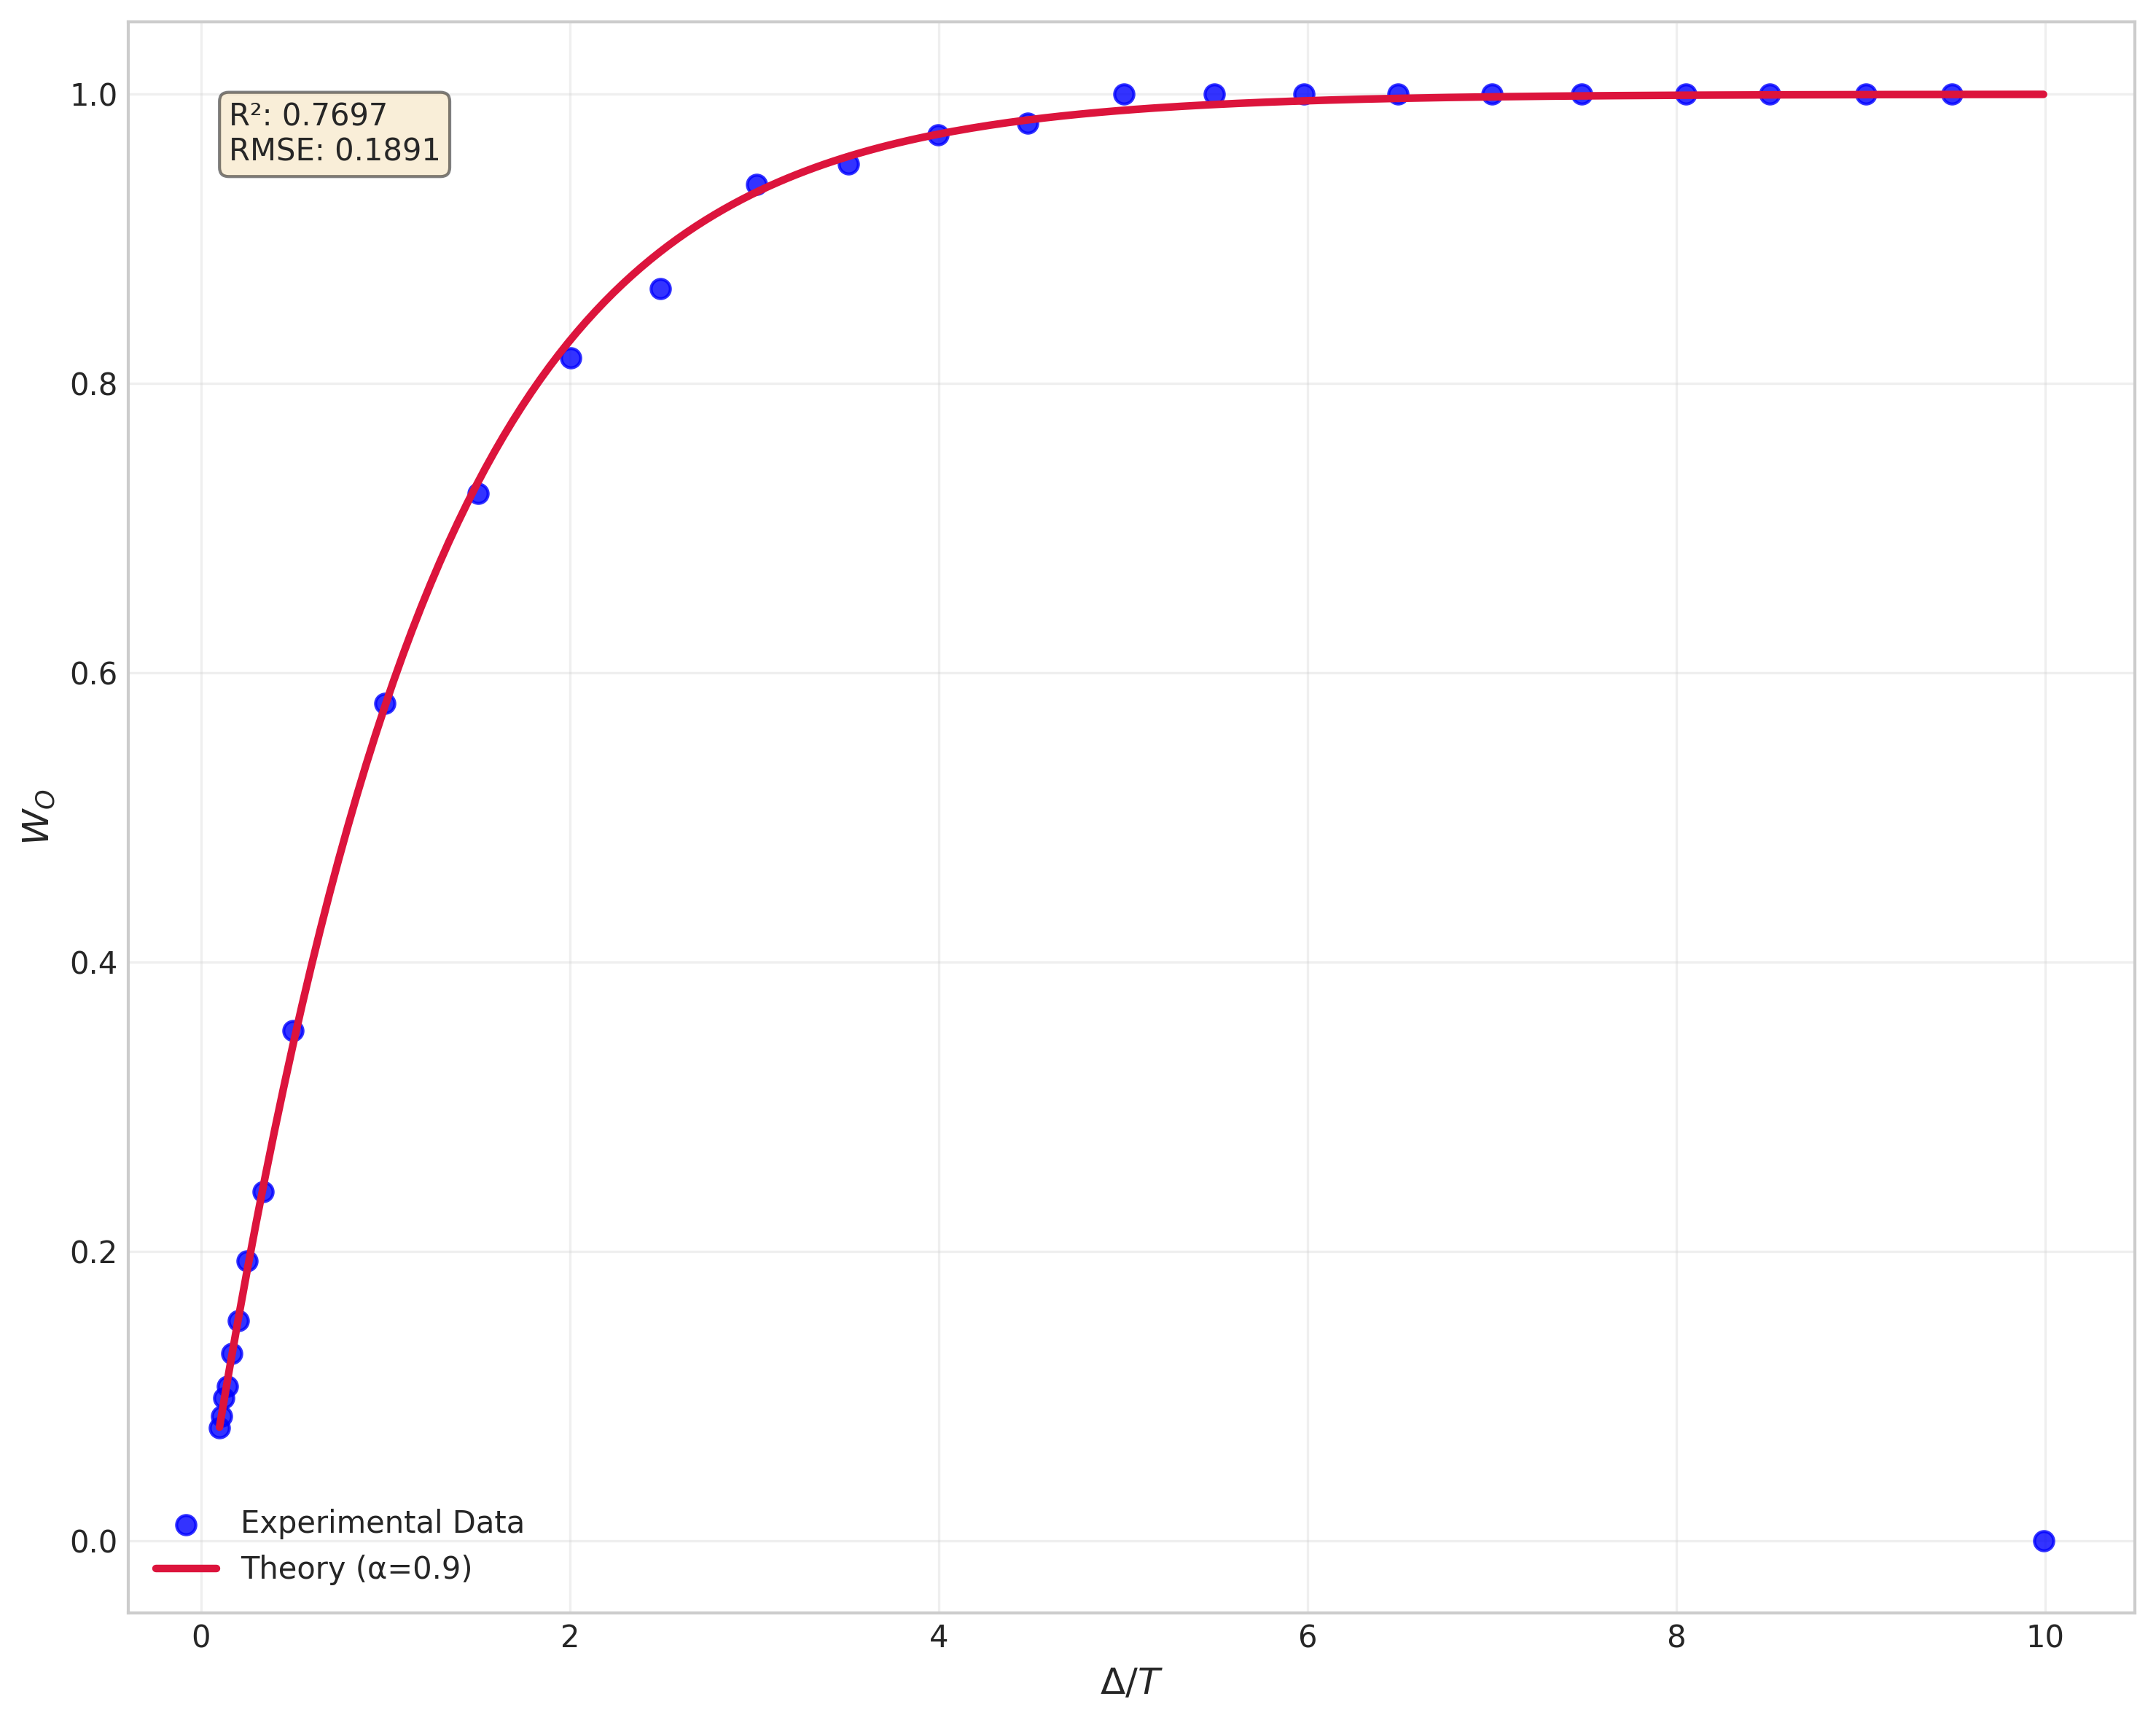 R²: 0.7697
RMSE: 0.1891
1.0
0.8
0.6
0.4
0.2
0.0
W_O
Experimental Data
Theory (α=0.9)
0 2 4 6 8 10
Δ/T